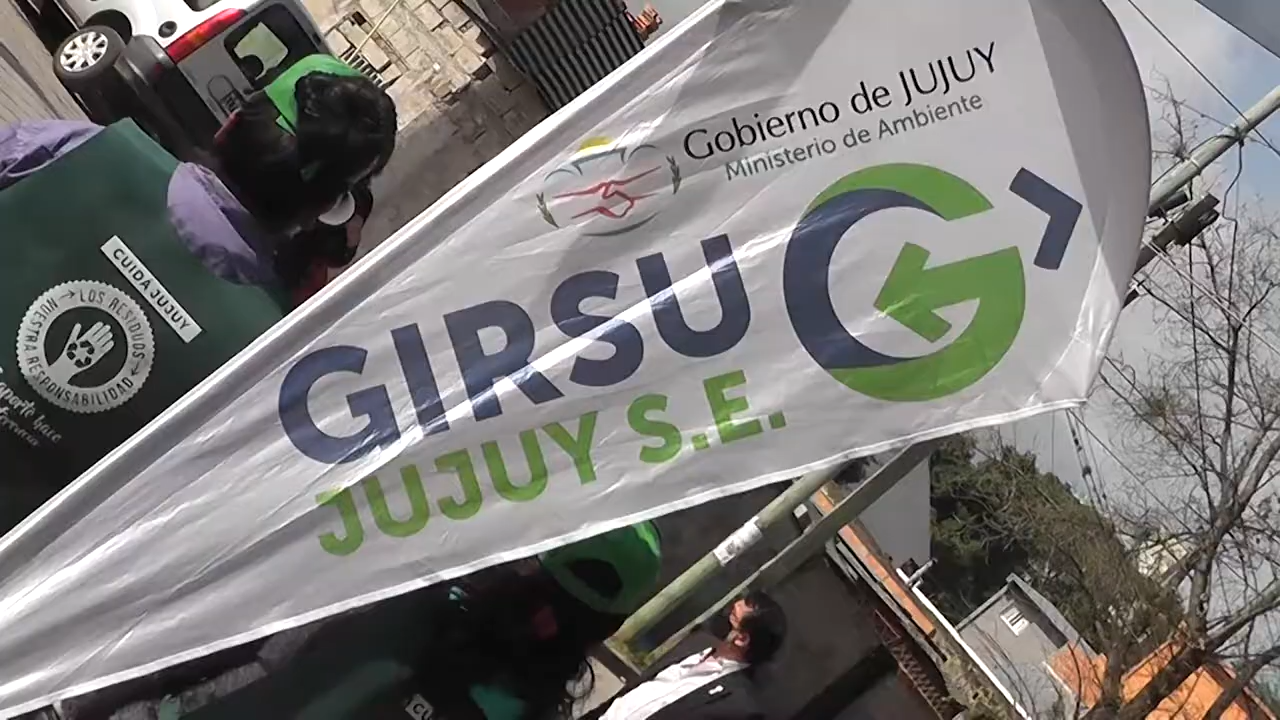 Gobierno de JUJUY
Ministerio de Ambiente
GIRSU
JUJUY S.E.
CUIDA JUJUY
LOS RESIDUOS
NUESTRA RESPONSABILIDAD